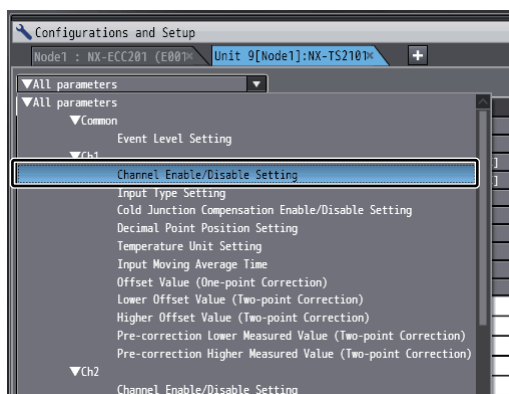 Configurations and Setup
Node1 : NX-ECC201 (E001× Unit 9[Node1]:NX-TS2101× +
▼All parameters ▼
▼All parameters
▼Common
Event Level Setting
▼Ch1
Channel Enable/Disable Setting
Input Type Setting
Cold Junction Compensation Enable/Disable Setting
Decimal Point Position Setting
Temperature Unit Setting
Input Moving Average Time
Offset Value (One-point Correction)
Lower Offset Value (Two-point Correction)
Higher Offset Value (Two-point Correction)
Pre-correction Lower Measured Value (Two-point Correction)
Pre-correction Higher Measured Value (Two-point Correction)
▼Ch2
Channel Enable/Disable Setting